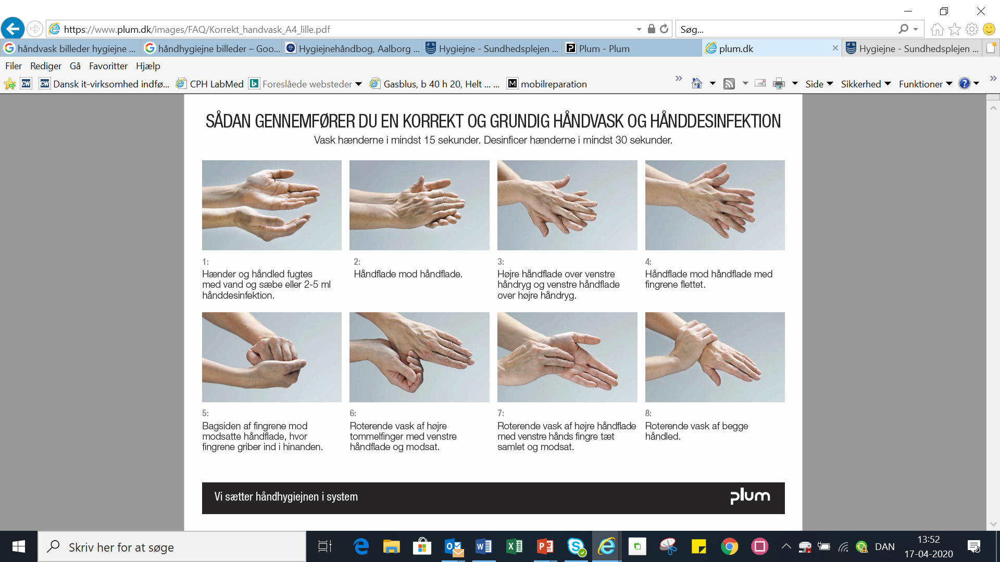 https://www.plum.dk/images/FAQ/Korrekt_handvask_A4_lille.pdf
Søg...
håndvask billeder hygiejne ...
håndhygiejne billeder – Goo...
Hygiejnehåndbog, Aalborg ...
Hygiejne - Sundhedsplejen ...
Plum - Plum
plum.dk
Hygiejne - Sundhedsplejen ...
Filer Rediger Gå Favoritter Hjælp
CW
CW Dansk it-virksomhed indfø...
CPH LabMed
Foreslåede websteder
Gasblus, b 40 h 20, Helt ... ...
M mobilreparation
Side
Sikkerhed
Funktioner
SÅDAN GENNEMFØRER DU EN KORREKT OG GRUNDIG HÅNDVASK OG HÅNDDESINFEKTION
Vask hænderne i mindst 15 sekunder. Desinficer hænderne i mindst 30 sekunder.
1:
Hænder og håndled fugtes
med vand og sæbe eller 2-5 ml
hånddesinfektion.
2:
Håndflade mod håndflade.
3:
Højre håndflade over venstre
håndryg og venstre håndflade
over højre håndryg.
4:
Håndflade mod håndflade med
fingrene flettet.
5:
Bagsiden af fingrene mod
modsatte håndflade, hvor
fingrene griber ind i hinanden.
6:
Roterende vask af højre
tommelfinger med venstre
håndflade og modsat.
7:
Roterende vask af højre håndflade
med venstre hånds fingre tæt
samlet og modsat.
8:
Roterende vask af begge
håndled.
Vi sætter håndhygiejnen i system
plum
Skriv her for at søge
DAN
13:52
17-04-2020